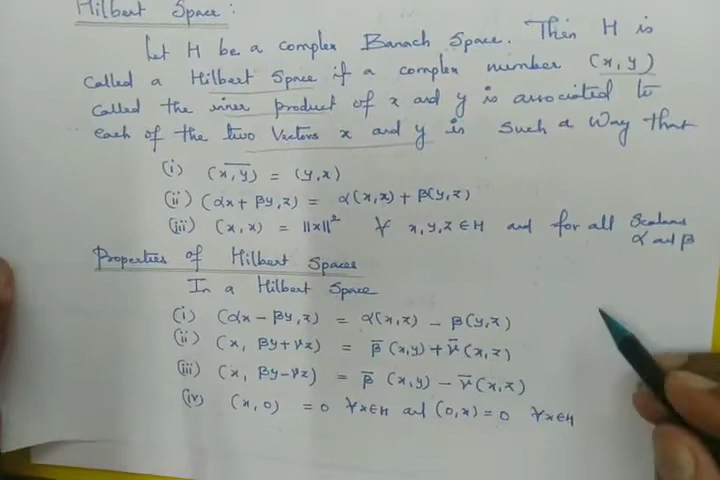 Hilbert Space:
Let H be a complex Banach Space. Then H is
called a Hilbert Space if a complex number (x, y)
called the inner product of x and y is associated to
each of the two Vectors x and y in such a way that
(i) (\overline{x, y}) = (y, x)
(ii) (αx + βy, z) = α(x, z) + β(y, z)
(iii) (x, x) = ||x||² ∀ x, y, z ∈ H and for all Scalars
α and β
Properties of Hilbert Spaces
In a Hilbert Space
(i) (αx - βy, z) = α(x, z) - β(y, z)
(ii) (x, βy + γz) = β̄ (x, y) + γ̄ (x, z)
(iii) (x, βy - γz) = β̄ (x, y) - γ̄ (x, z)
(iv) (x, 0) = 0 ∀ x ∈ H and (0, x) = 0 ∀ x ∈ H